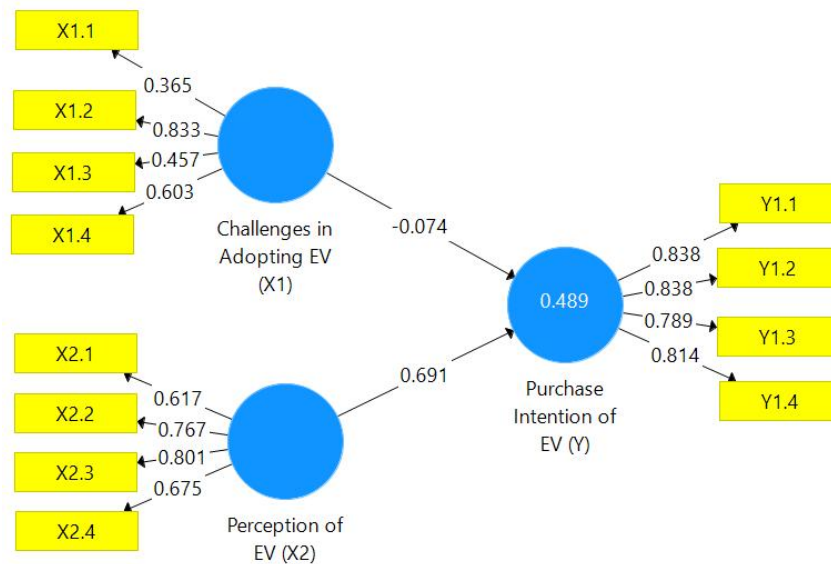 X1.1
0.365
X1.2
0.833
X1.3
0.457
0.603
X1.4
Challenges in
Adopting EV
(X1)
-0.074
Y1.1
0.838
Y1.2
0.838
0.489
0.789
Y1.3
0.814
Y1.4
Purchase
Intention of
EV (Y)
0.691
X2.1
0.617
X2.2
0.767
0.801
X2.3
0.675
X2.4
Perception of
EV (X2)